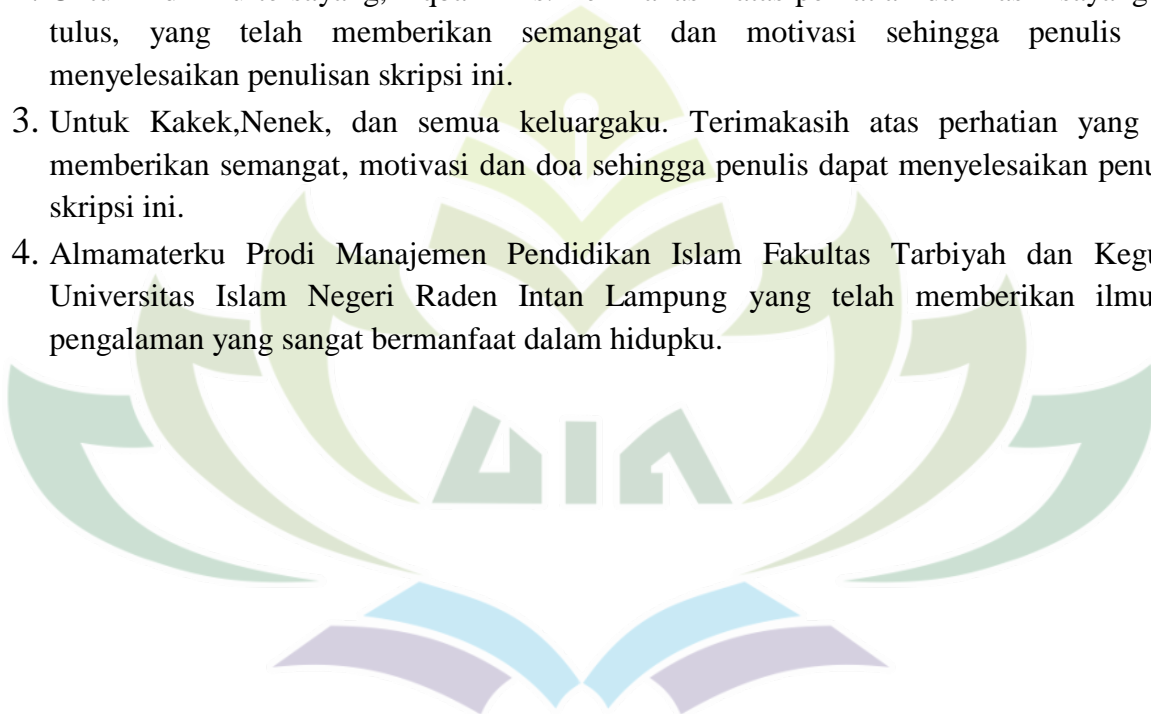 tulus, yang telah memberikan semangat dan motivasi sehingga penulis
menyelesaikan penulisan skripsi ini.
3. Untuk Kakek,Nenek, dan semua keluargaku. Terimakasih atas perhatian yang
memberikan semangat, motivasi dan doa sehingga penulis dapat menyelesaikan
skripsi ini.
4. Almamaterku Prodi Manajemen Pendidikan Islam Fakultas Tarbiyah dan
Universitas Islam Negeri Raden Intan Lampung yang telah memberikan ilmu
pengalaman yang sangat bermanfaat dalam hidupku.
UIN